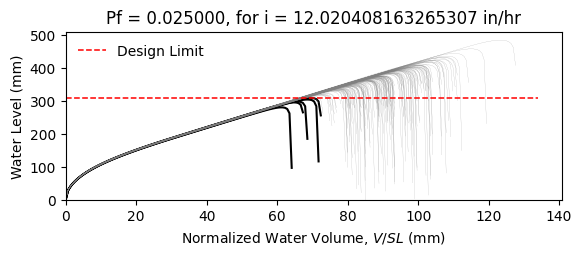 Pf = 0.025000, for i = 12.020408163265307 in/hr
Water Level (mm)
500
400
300
200
100
0
Design Limit
0 20 40 60 80 100 120 140
Normalized Water Volume, V/SL (mm)